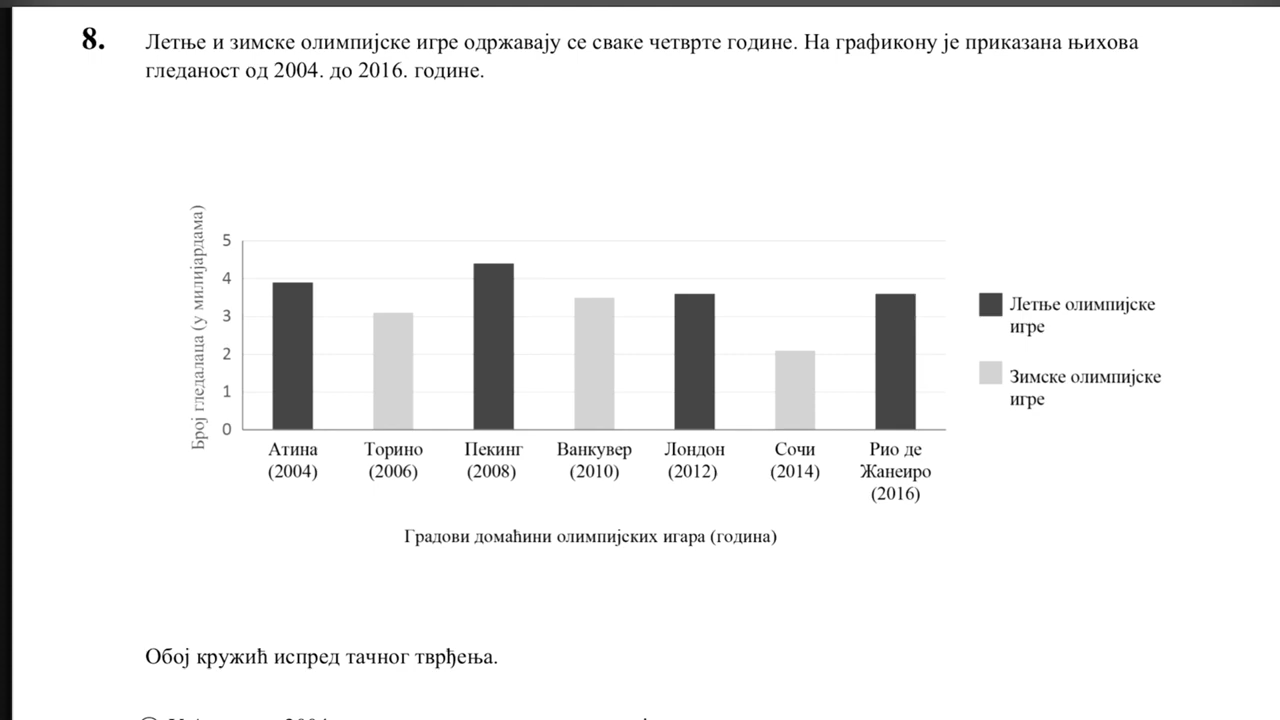 8.
Летње и зимске олимпијске игре одржавају се сваке четврте године. На графикону је приказана њихова
гледаност од 2004. до 2016. године.
Број гледалаца (у милијардама)
5
4
3
2
1
0
Атина
(2004)
Торино
(2006)
Пекинг
(2008)
Ванкувер
(2010)
Лондон
(2012)
Сочи
(2014)
Рио де
Жанеиро
(2016)
Летње олимпијске
игре
Зимске олимпијске
игре
Градови домаћини олимпијских игара (година)
Обој кружић испред тачног тврђења.